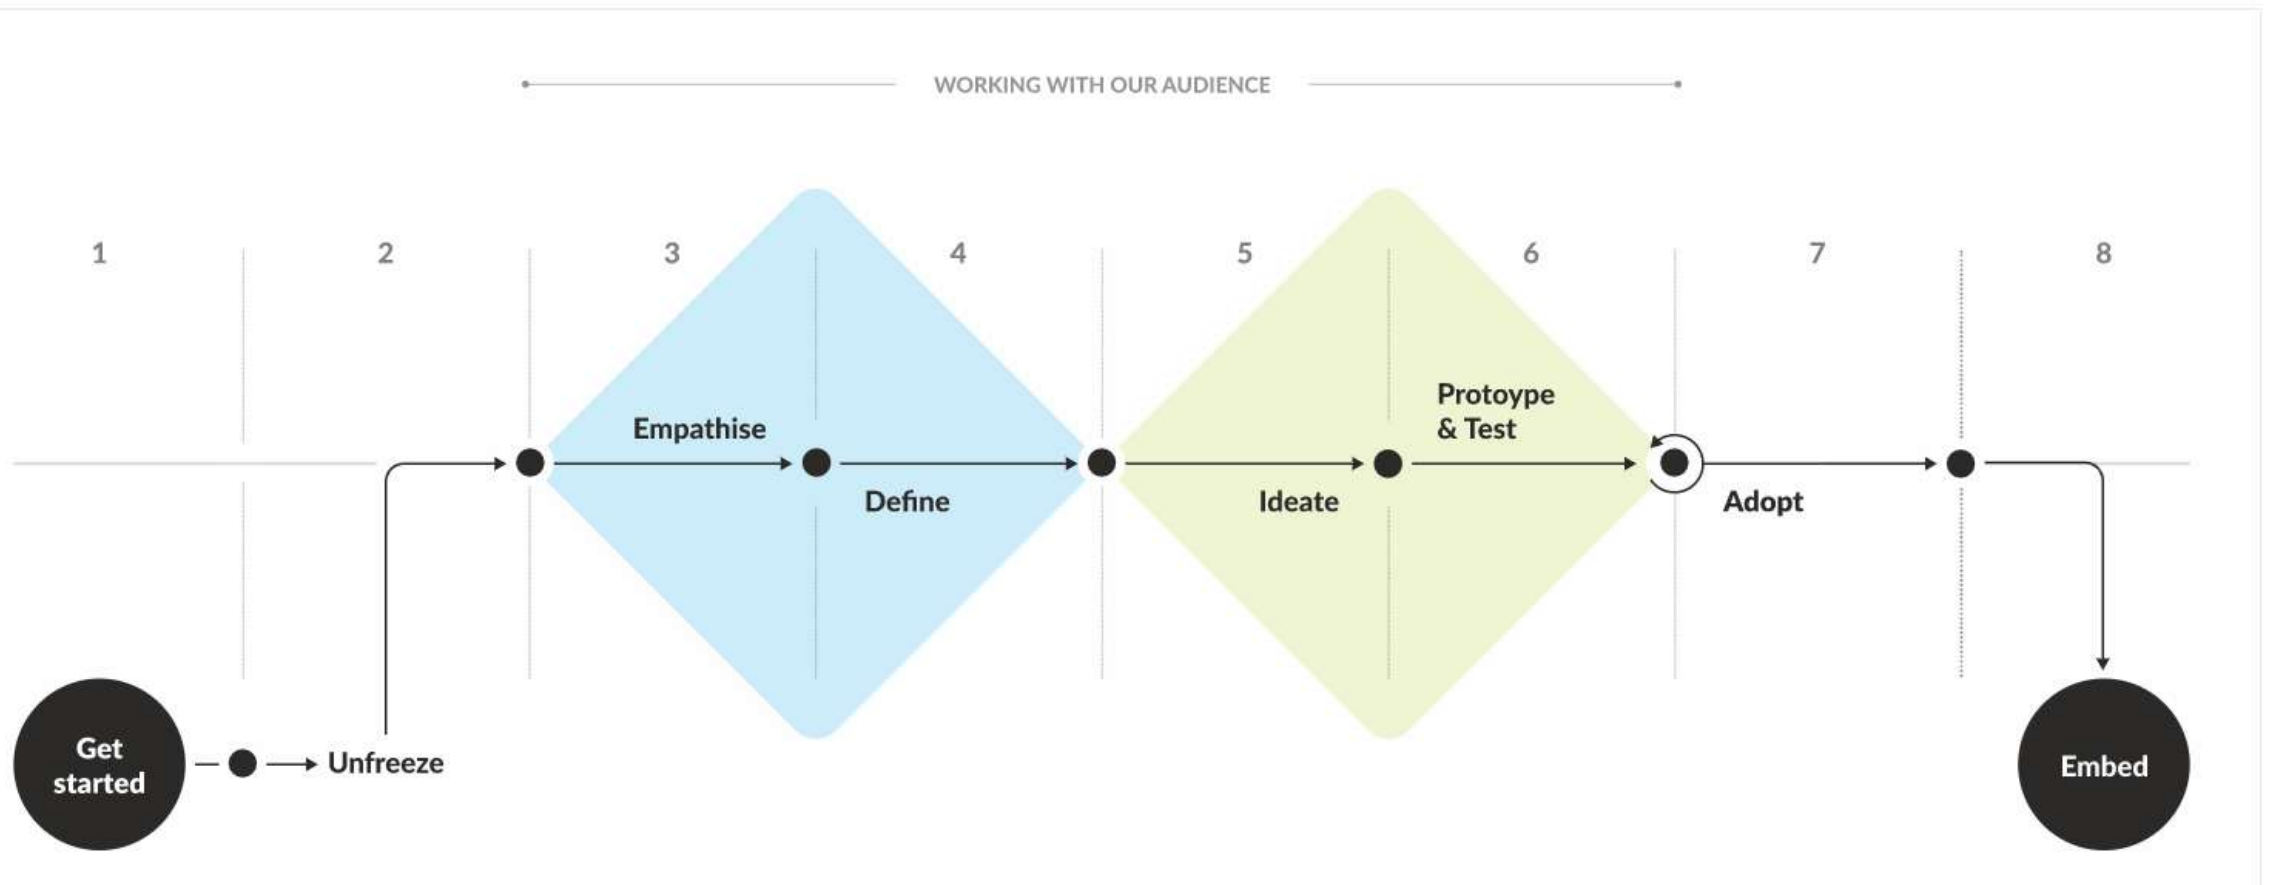 WORKING WITH OUR AUDIENCE
1
2
3
4
5
6
7
8
Empathise
Define
Ideate
Protoype
& Test
Adopt
Get
started
Unfreeze
Embed